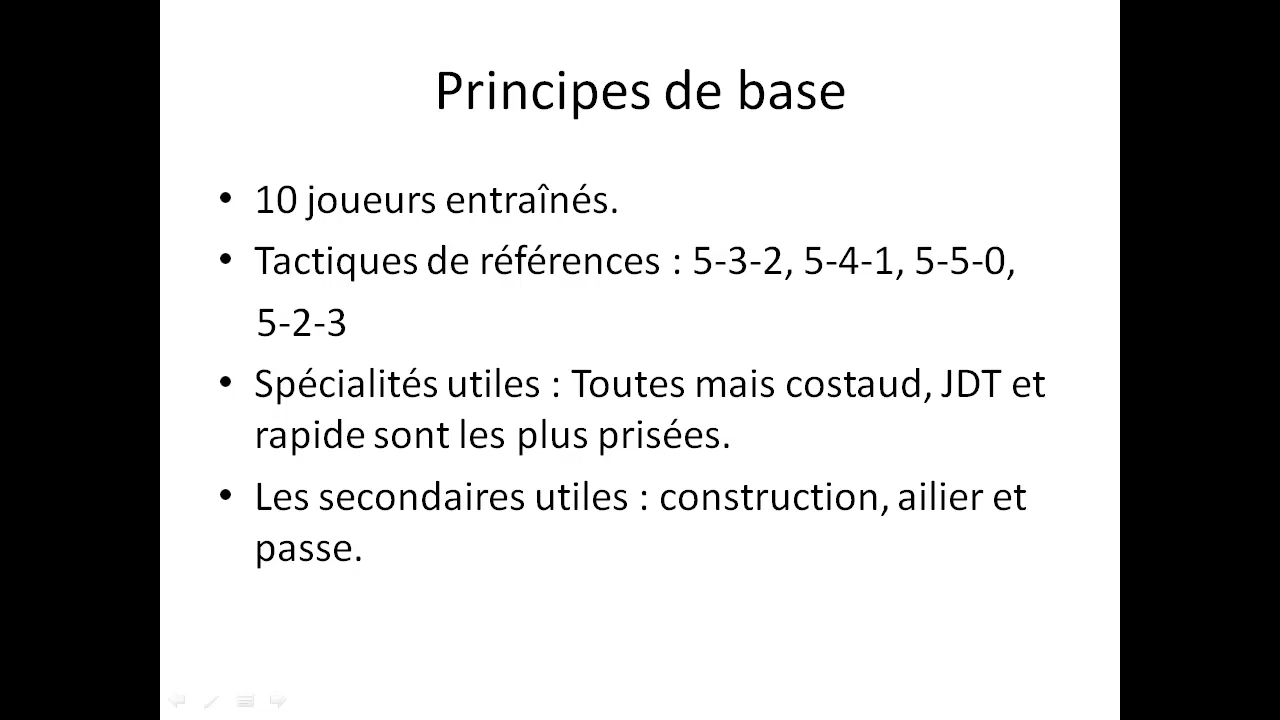 Principes de base
• 10 joueurs entraînés.
• Tactiques de références : 5-3-2, 5-4-1, 5-5-0,
5-2-3
• Spécialités utiles : Toutes mais costaud, JDT et
rapide sont les plus prisées.
• Les secondaires utiles : construction, ailier et
passe.